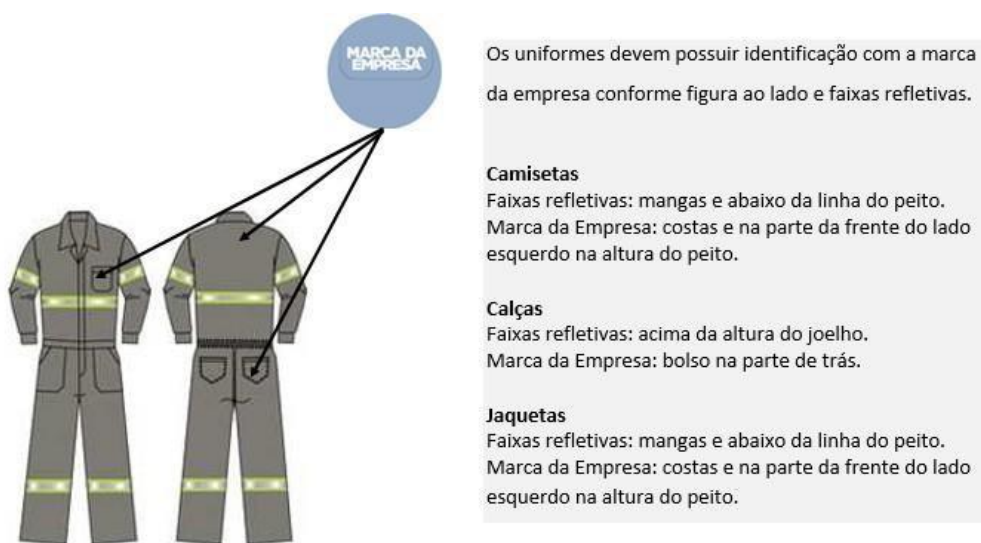 MARCA DA
EMPRESA
Os uniformes devem possuir identificação com a marca
da empresa conforme figura ao lado e faixas refletivas.
Camisetas
Faixas refletivas: mangas e abaixo da linha do peito.
Marca da Empresa: costas e na parte da frente do lado
esquerdo na altura do peito.
Calças
Faixas refletivas: acima da altura do joelho.
Marca da Empresa: bolso na parte de trás.
Jaquetas
Faixas refletivas: mangas e abaixo da linha do peito.
Marca da Empresa: costas e na parte da frente do lado
esquerdo na altura do peito.